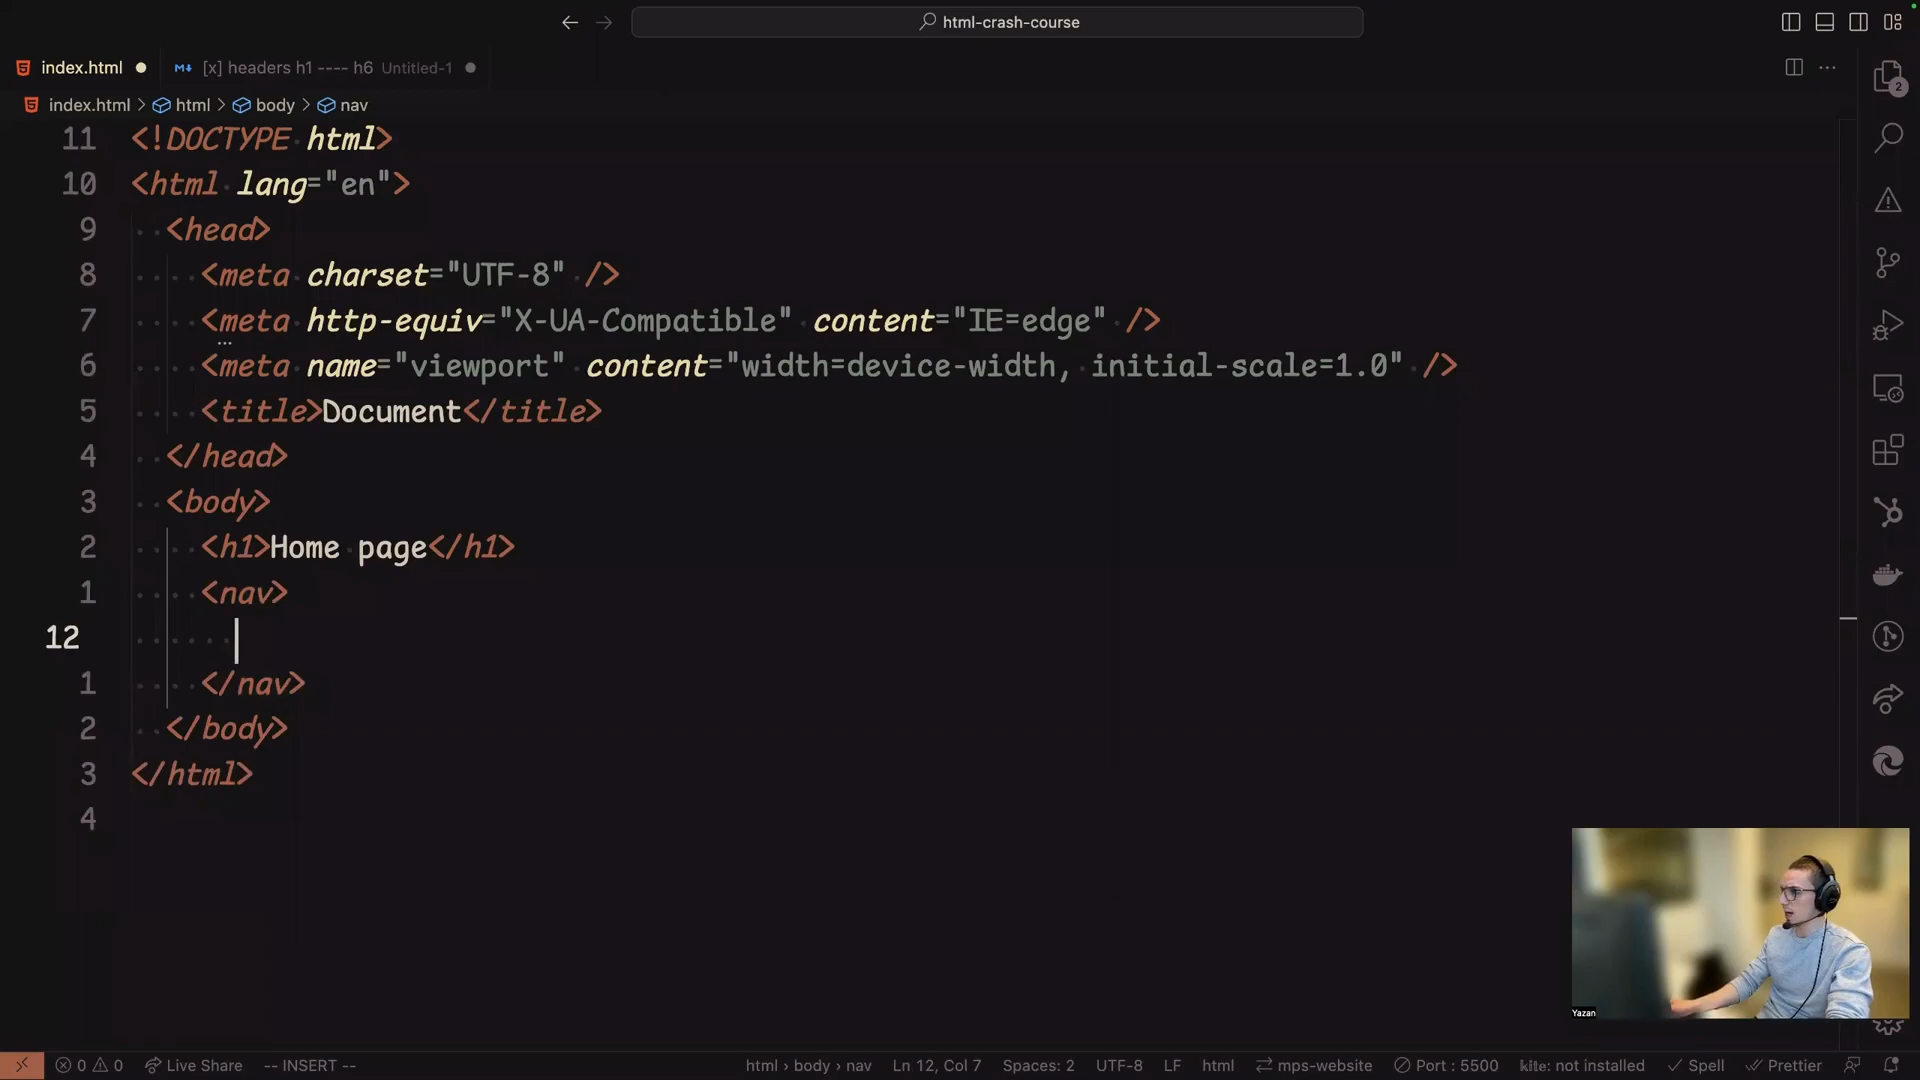 html-crash-course
index.html [x] headers h1 ---- h6 Untitled-1
index.html > html > body > nav
2
11 <!DOCTYPE html>
10 <html lang="en">
9 <head>
8 <meta charset="UTF-8" />
7 <meta http-equiv="X-UA-Compatible" content="IE=edge" />
6 <meta name="viewport" content="width=device-width, initial-scale=1.0" />
5 <title>Document</title>
4 </head>
3 <body>
2 <h1>Home page</h1>
1 <nav>
12
1 </nav>
2 </body>
3 </html>
4
Yazan
0 0 Live Share -- INSERT -- html › body › nav Ln 12, Col 7 Spaces: 2 UTF-8 LF html mps-website Port : 5500 kite: not installed Spell Prettier